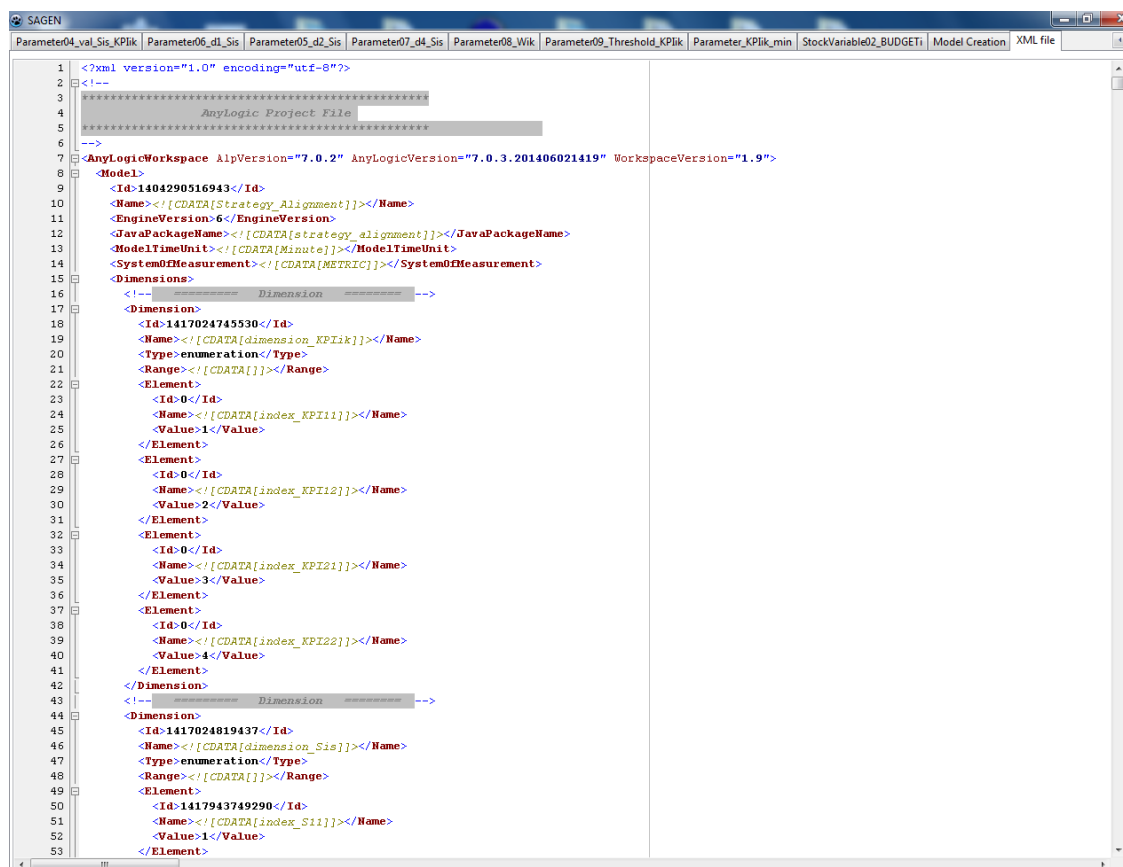 SAGEN
Parameter04_val_Sis_KPIik Parameter06_d1_Sis Parameter05_d2_Sis Parameter07_d4_Sis Parameter08_Wik Parameter09_Threshold_KPIik Parameter_KPIik_min StockVariable02_BUDGETi Model Creation XML file
1 <?xml version="1.0" encoding="utf-8"?>
2 <!--
3 *************************************************
4 AnyLogic Project File
5 *************************************************
6 -->
7 <AnyLogicWorkspace AlpVersion="7.0.2" AnyLogicVersion="7.0.3.201406021419" WorkspaceVersion="1.9">
8 <Model>
9 <Id>1404290516943</Id>
10 <Name><![CDATA[Strategy_Alignment]]></Name>
11 <EngineVersion>6</EngineVersion>
12 <JavaPackageName><![CDATA[strategy_alignment]]></JavaPackageName>
13 <ModelTimeUnit><![CDATA[Minute]]></ModelTimeUnit>
14 <SystemOfMeasurement><![CDATA[METRIC]]></SystemOfMeasurement>
15 <Dimensions>
16 <!-- ========= Dimension ======== -->
17 <Dimension>
18 <Id>1417024745530</Id>
19 <Name><![CDATA[dimension_KPIik]]></Name>
20 <Type>enumeration</Type>
21 <Range><![CDATA[]]></Range>
22 <Element>
23 <Id>0</Id>
24 <Name><![CDATA[index_KPI11]]></Name>
25 <Value>1</Value>
26 </Element>
27 <Element>
28 <Id>0</Id>
29 <Name><![CDATA[index_KPI12]]></Name>
30 <Value>2</Value>
31 </Element>
32 <Element>
33 <Id>0</Id>
34 <Name><![CDATA[index_KPI21]]></Name>
35 <Value>3</Value>
36 </Element>
37 <Element>
38 <Id>0</Id>
39 <Name><![CDATA[index_KPI22]]></Name>
40 <Value>4</Value>
41 </Element>
42 </Dimension>
43 <!-- ========= Dimension ======== -->
44 <Dimension>
45 <Id>1417024819437</Id>
46 <Name><![CDATA[dimension_Sis]]></Name>
47 <Type>enumeration</Type>
48 <Range><![CDATA[]]></Range>
49 <Element>
50 <Id>1417943749290</Id>
51 <Name><![CDATA[index_S11]]></Name>
52 <Value>1</Value>
53 </Element>